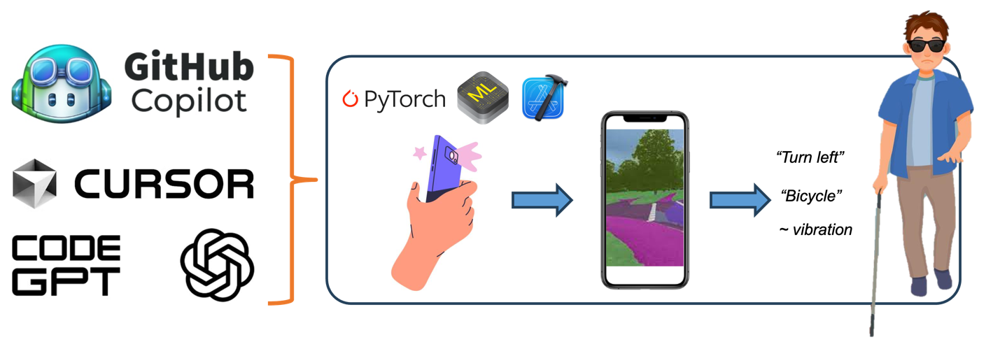 GitHub
Copilot
CURSOR
CODE
GPT
PyTorch
ML
“Turn left”
“Bicycle”
~ vibration